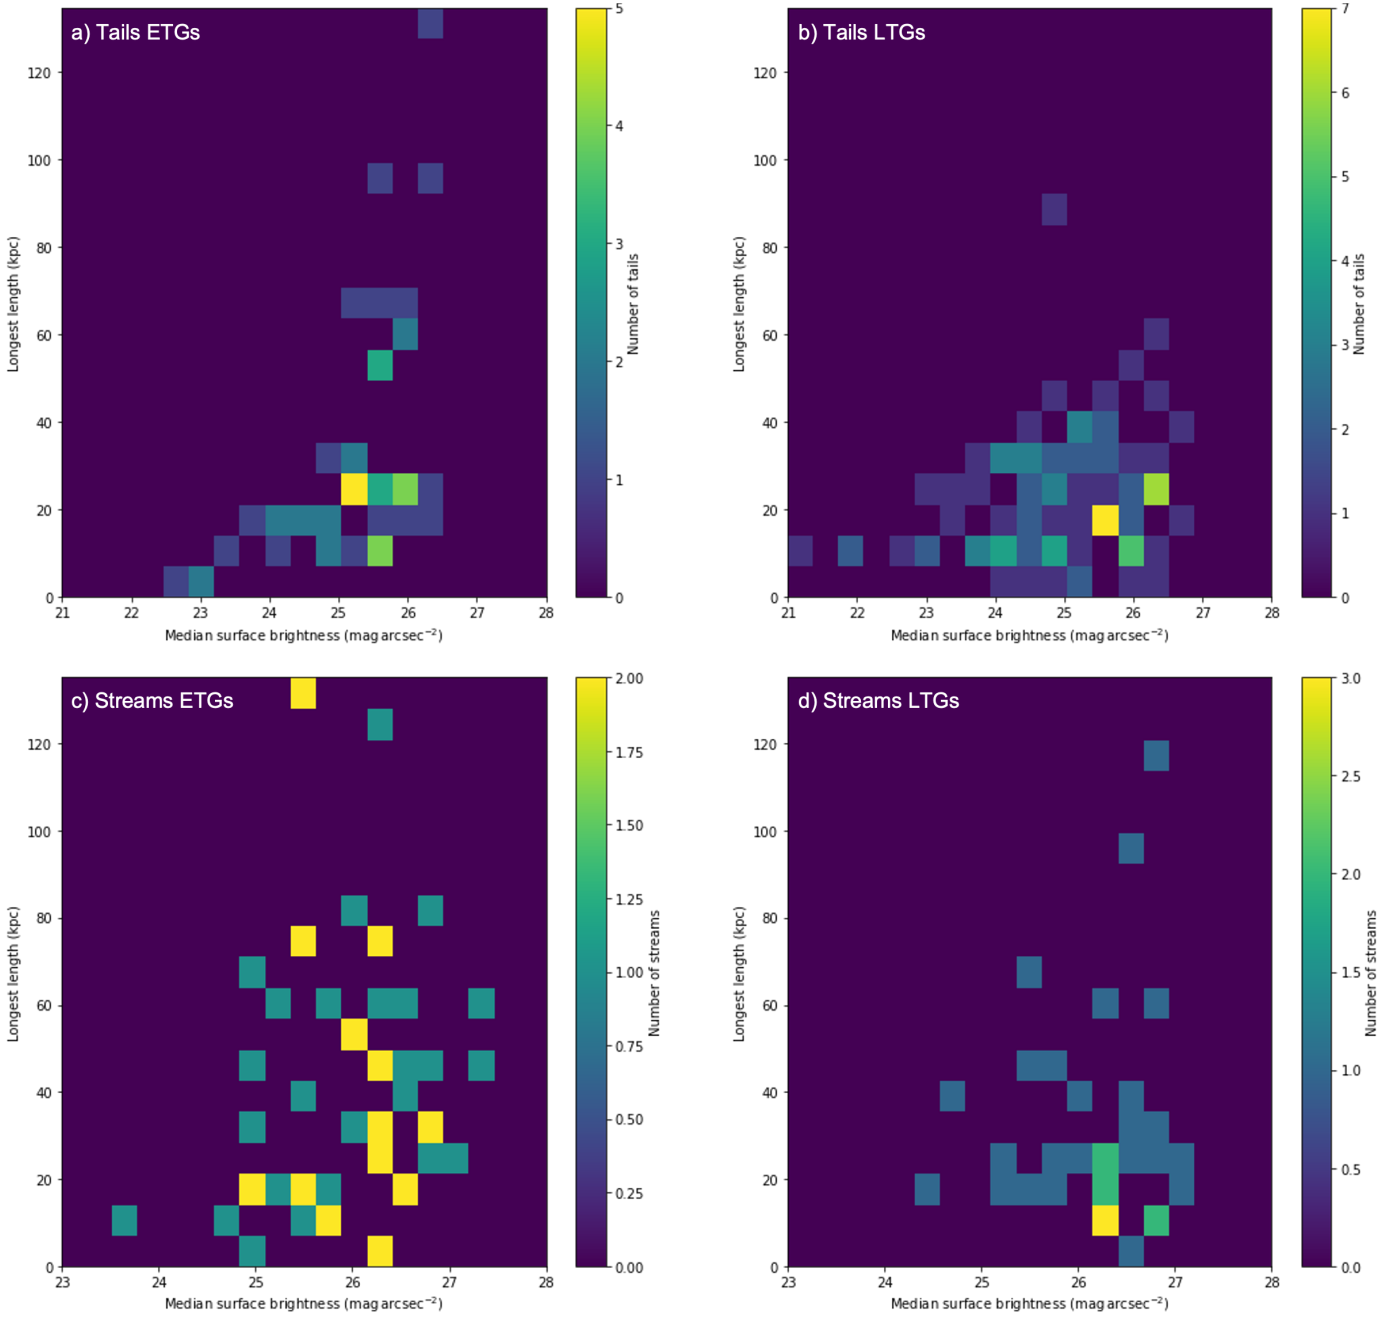 a) Tails ETGs
120
100
80
60
40
20
0
Longest length (kpc)
21 22 23 24 25 26 27 28
Median surface brightness (mag arcsec⁻²)
5
4
3
2
1
0
Number of tails
b) Tails LTGs
120
100
80
60
40
20
0
Longest length (kpc)
21 22 23 24 25 26 27 28
Median surface brightness (mag arcsec⁻²)
7
6
5
4
3
2
1
0
Number of tails
c) Streams ETGs
120
100
80
60
40
20
0
Longest length (kpc)
23 24 25 26 27 28
Median surface brightness (mag arcsec⁻²)
2.00
1.75
1.50
1.25
1.00
0.75
0.50
0.25
0.00
Number of streams
d) Streams LTGs
120
100
80
60
40
20
0
Longest length (kpc)
23 24 25 26 27 28
Median surface brightness (mag arcsec⁻²)
3.0
2.5
2.0
1.5
1.0
0.5
0.0
Number of streams